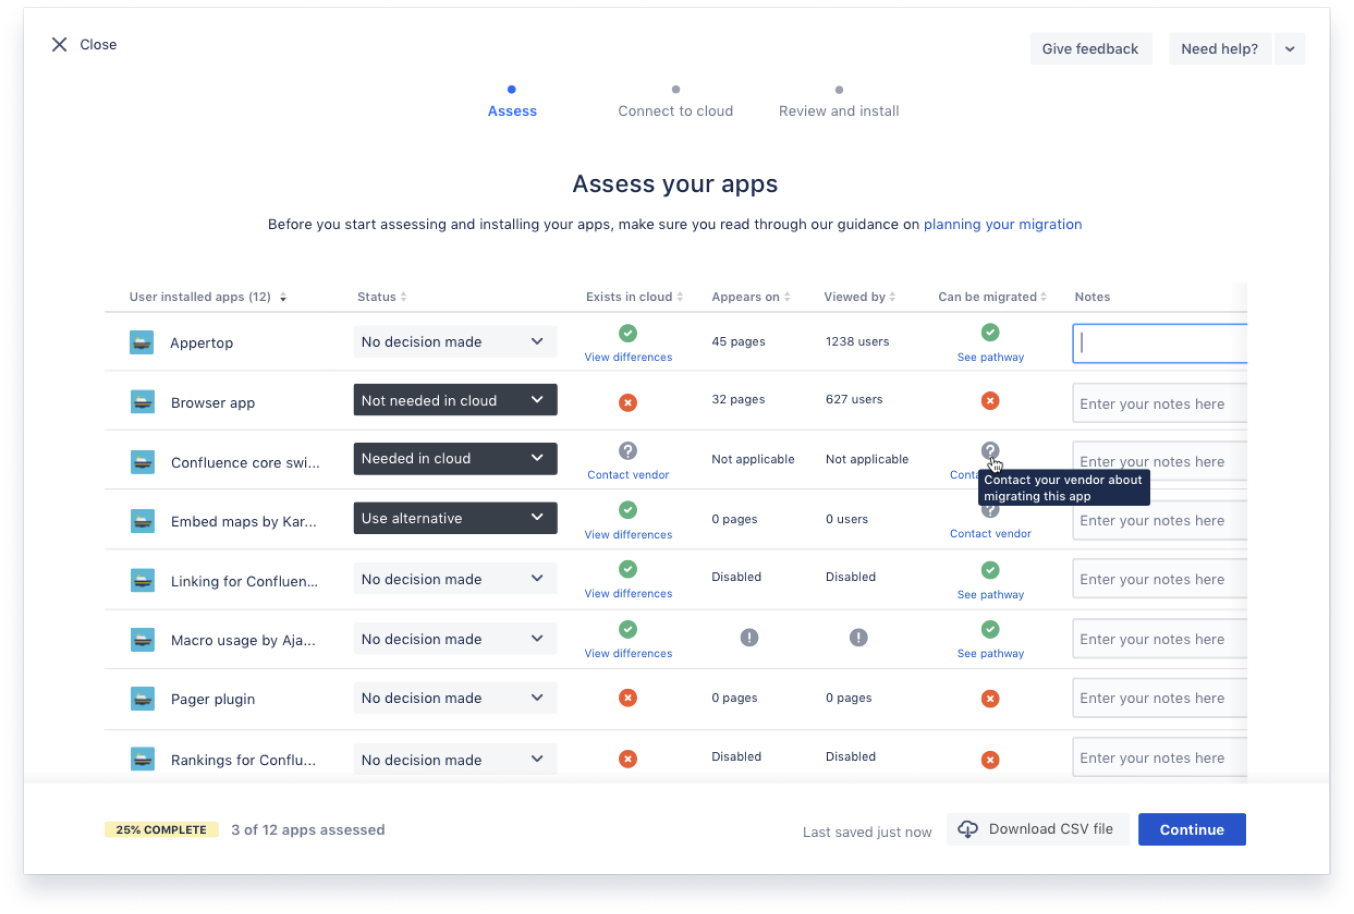 Close
Give feedback
Need help?
Assess
Connect to cloud
Review and install
Assess your apps
Before you start assessing and installing your apps, make sure you read through our guidance on planning your migration
User installed apps (12) Status Exists in cloud Appears on Viewed by Can be migrated Notes
Appertop No decision made View differences 45 pages 1238 users See pathway
Browser app Not needed in cloud 32 pages 627 users Enter your notes here
Confluence core swi... Needed in cloud Contact vendor Not applicable Not applicable Conta Enter your notes here
Contact your vendor about
migrating this app
Embed maps by Kar... Use alternative View differences 0 pages 0 users Contact vendor Enter your notes here
Linking for Confluen... No decision made View differences Disabled Disabled See pathway Enter your notes here
Macro usage by Aja... No decision made View differences See pathway Enter your notes here
Pager plugin No decision made 0 pages 0 pages Enter your notes here
Rankings for Conflu... No decision made Disabled Disabled Enter your notes here
25% COMPLETE 3 of 12 apps assessed Last saved just now Download CSV file Continue